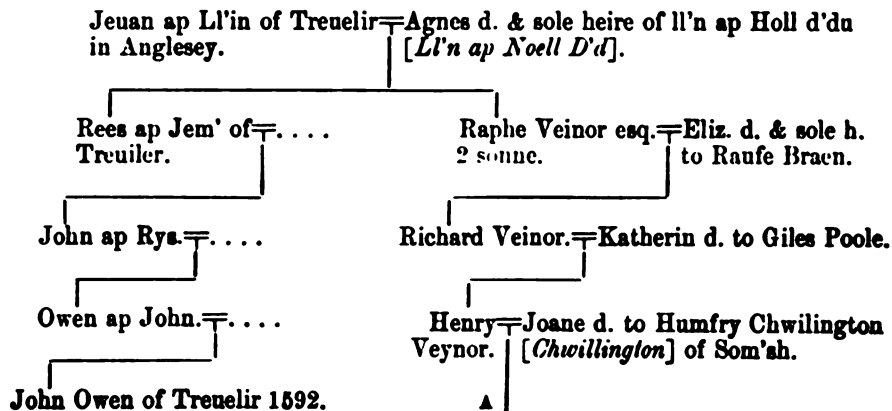 Jeuan ap Ll'in of Treuelir=Agnes d. & sole heire of ll'n ap Holl d'du
in Anglesey. [Ll'n ap Noell D'd].
Rees ap Jem' of=.... Raphe Veinor esq.=Eliz. d. & sole h.
Treuiler. 2 sonne. to Raufe Braen.
John ap Rys.=.... Richard Veinor.=Katherin d. to Giles Poole.
Owen ap John.=.... Henry=Joane d. to Humfry Chwilington
Veynor. [Chwillington] of Som'sh.
John Owen of Treuelir 1592. A